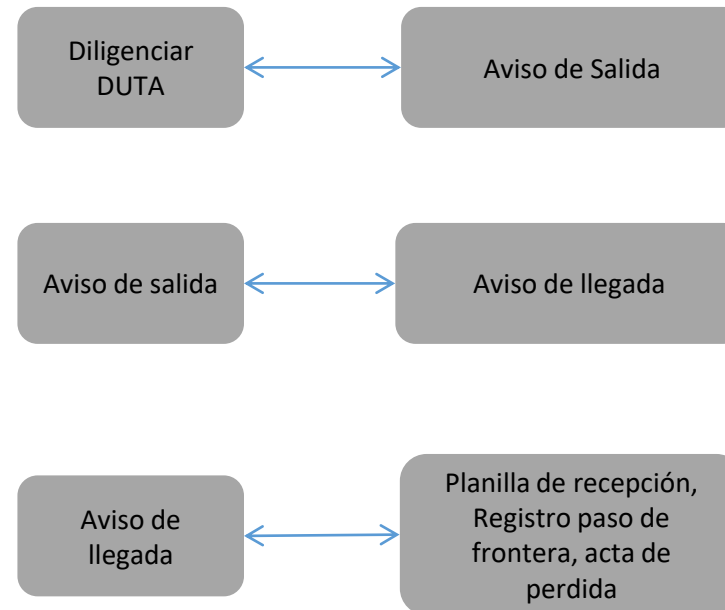 Diligenciar
DUTA
Aviso de Salida
Aviso de salida
Aviso de llegada
Aviso de
llegada
Planilla de recepción,
Registro paso de
frontera, acta de
perdida